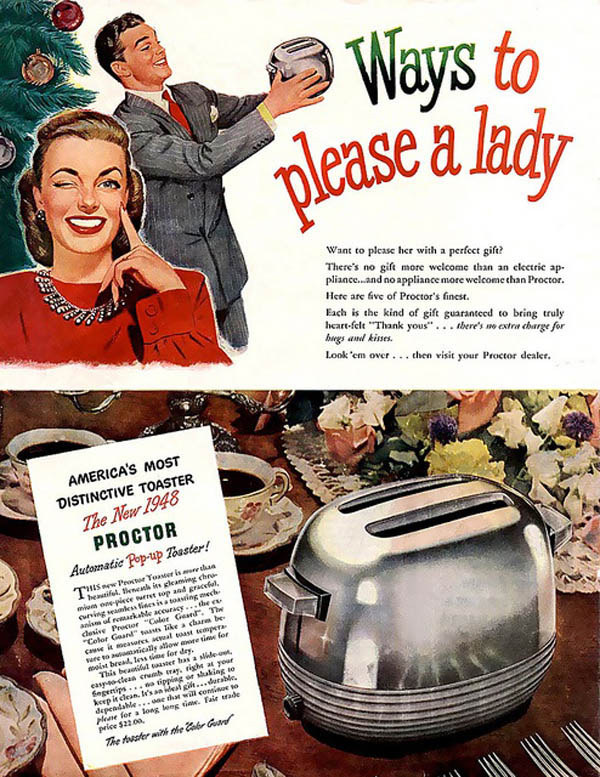 Ways to
please a lady
Want to please her with a perfect gift?
There's no gift more welcome than an electric ap-
pliance...and no appliance more welcome than Proctor.
Here are five of Proctor's finest.
Each is the kind of gift guaranteed to bring truly
heart-felt "Thank yous" . . . there's no extra charge for
hugs and kisses.
Look 'em over . . . then visit your Proctor dealer.
AMERICA'S MOST
DISTINCTIVE TOASTER
The New 1948
PROCTOR
Automatic Pop-up Toaster!
THIS new Proctor Toaster is more than
beautiful. Beneath its gleaming chro-
mium one-piece turret top and graceful,
curving seamless lines is a toasting mech-
anism of remarkable accuracy . . . the ex-
clusive Proctor "Color Guard". The
"Color Guard" toasts like a charm be-
cause it measures actual toast tempera-
ture to automatically allow more time for
moist bread, less time for dry.
This beautiful toaster has a slide-out,
easy-to-clean crumb tray, right at your
fingertips . . . no tipping or shaking to
keep it clean. It's an ideal gift...durable,
dependable . . . one that will continue to
please for a long long time. Fair trade
price $22.00.
The toaster with the "Color Guard"